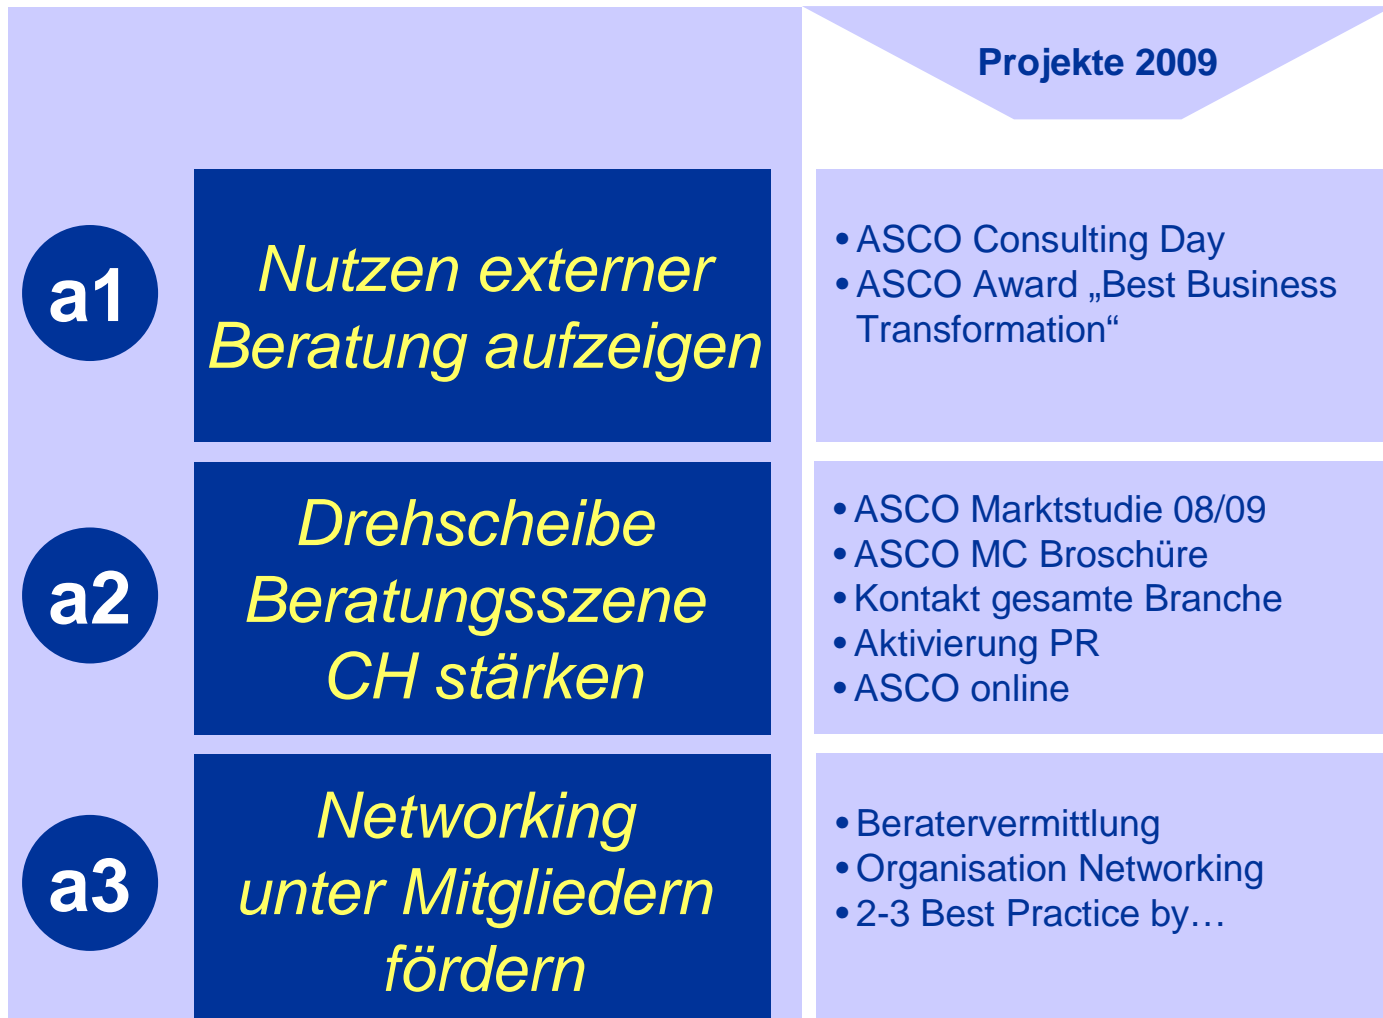 Projekte 2009
a1
Nutzen externer
Beratung aufzeigen
•ASCO Consulting Day
•ASCO Award „Best Business
Transformation“
a2
Drehscheibe
Beratungsszene
CH stärken
•ASCO Marktstudie 08/09
•ASCO MC Broschüre
•Kontakt gesamte Branche
•Aktivierung PR
•ASCO online
a3
Networking
unter Mitgliedern
fördern
•Beratervermittlung
•Organisation Networking
•2-3 Best Practice by…